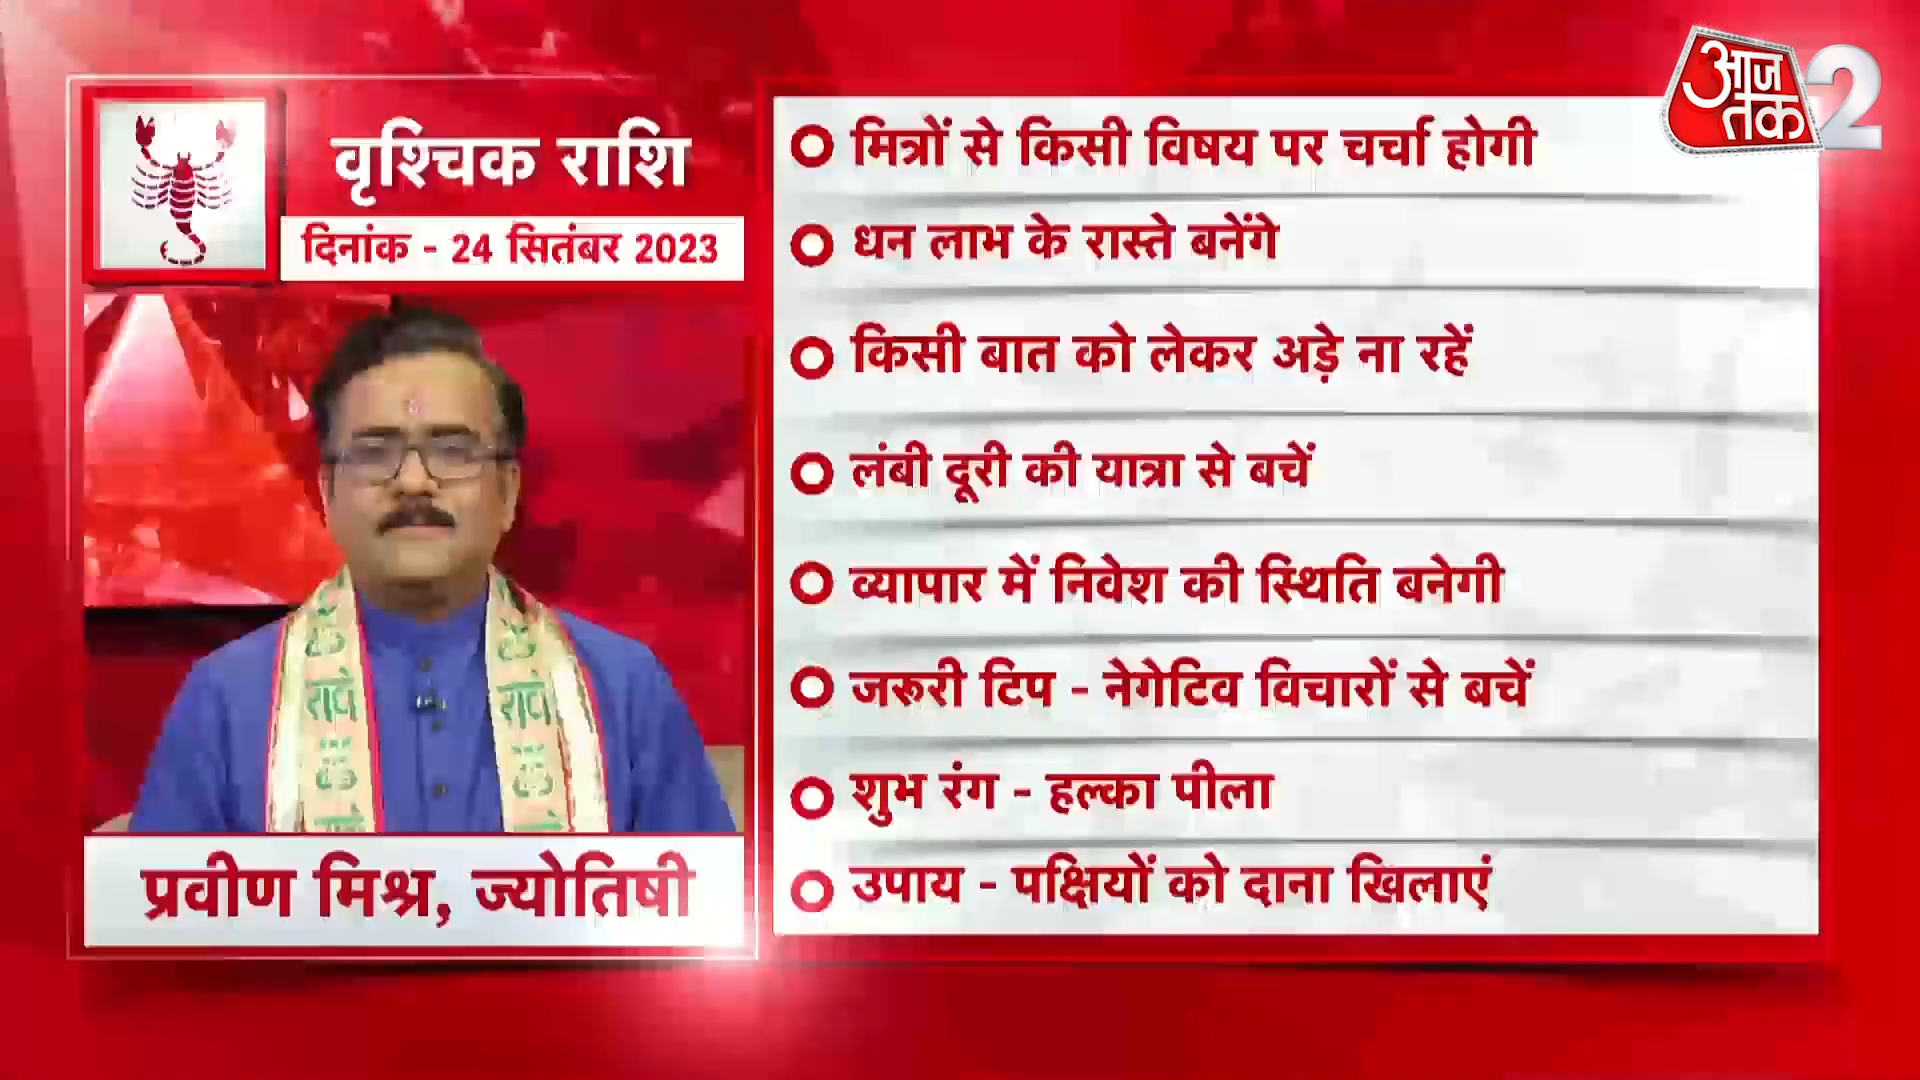 आज
तक 2
वृश्चिक राशि
दिनांक - 24 सितंबर 2023
राधे
राधे
प्रवीण मिश्र, ज्योतिषी
मित्रों से किसी विषय पर चर्चा होगी
धन लाभ के रास्ते बनेंगे
किसी बात को लेकर अड़े ना रहें
लंबी दूरी की यात्रा से बचें
व्यापार में निवेश की स्थिति बनेगी
जरूरी टिप - नेगेटिव विचारों से बचें
शुभ रंग - हल्का पीला
उपाय - पक्षियों को दाना खिलाएं